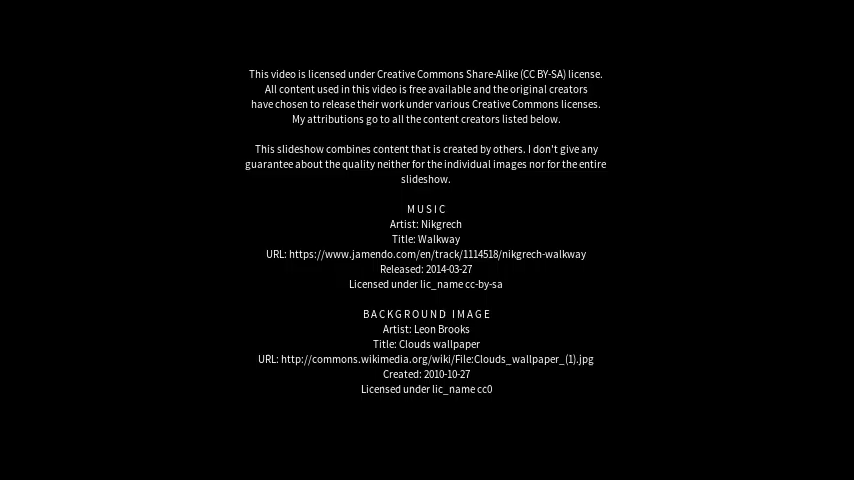 This video is licensed under Creative Commons Share-Alike (CC BY-SA) license.
All content used in this video is free available and the original creators
have chosen to release their work under various Creative Commons licenses.
My attributions go to all the content creators listed below.
This slideshow combines content that is created by others. I don't give any
guarantee about the quality neither for the individual images nor for the entire
slideshow.
MUSIC
Artist: Nikgrech
Title: Walkway
URL: https://www.jamendo.com/en/track/1114518/nikgrech-walkway
Released: 2014-03-27
Licensed under lic_name cc-by-sa
BACKGROUND IMAGE
Artist: Leon Brooks
Title: Clouds wallpaper
URL: http://commons.wikimedia.org/wiki/File:Clouds_wallpaper_(1).jpg
Created: 2010-10-27
Licensed under lic_name cc0